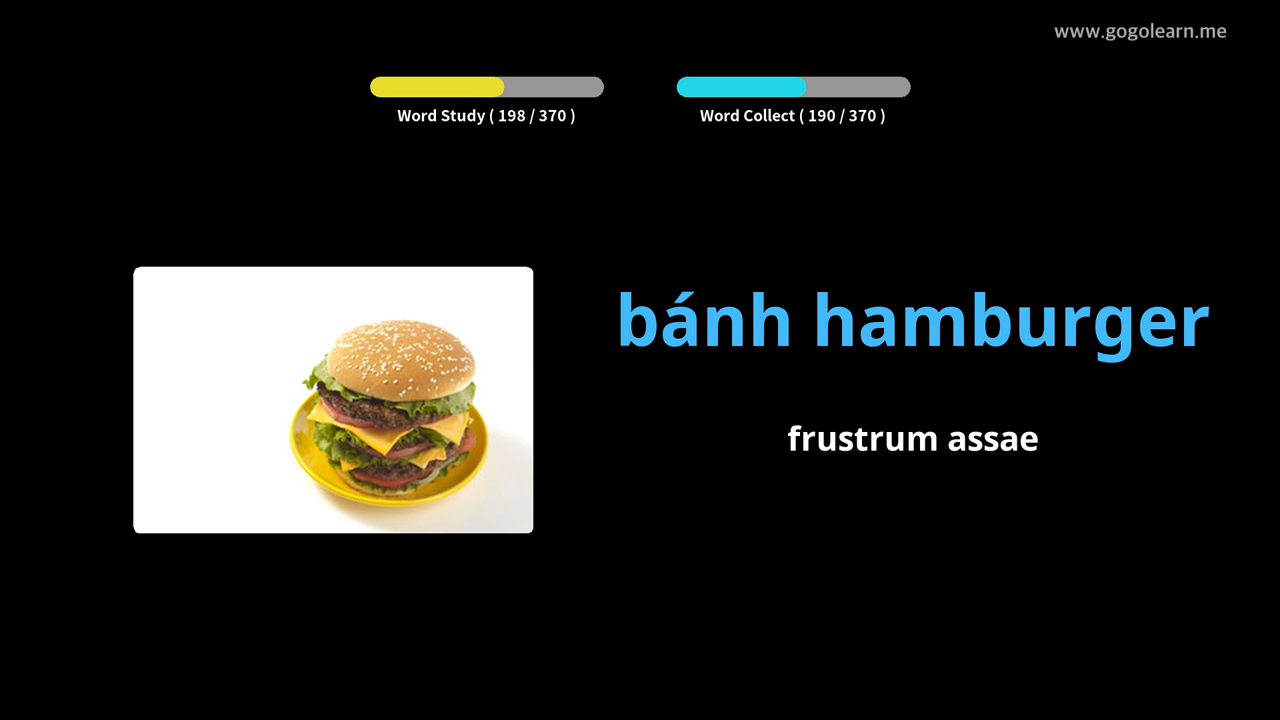 www.gogolearn.me
Word Study ( 198 / 370 )
Word Collect ( 190 / 370 )
bánh hamburger
frustrum assae